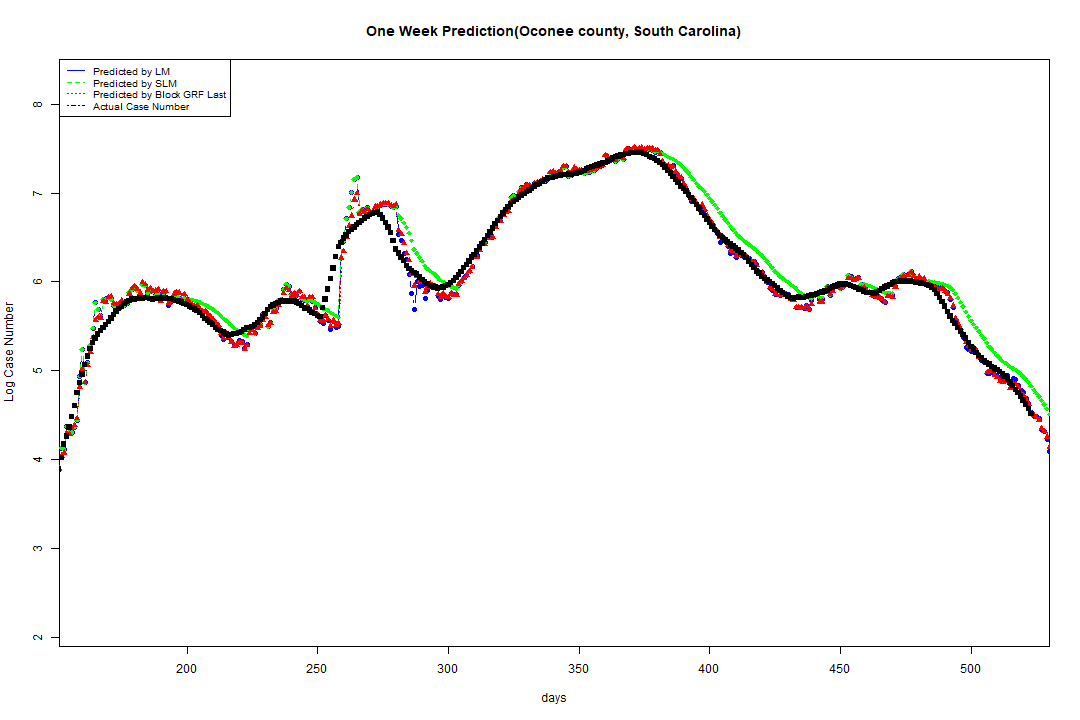 One Week Prediction(Oconee county, South Carolina)
Predicted by LM
Predicted by SLM
Predicted by Block GRF Last
Actual Case Number
8
7
6
5
4
3
2
Log Case Number
200 250 300 350 400 450 500
days